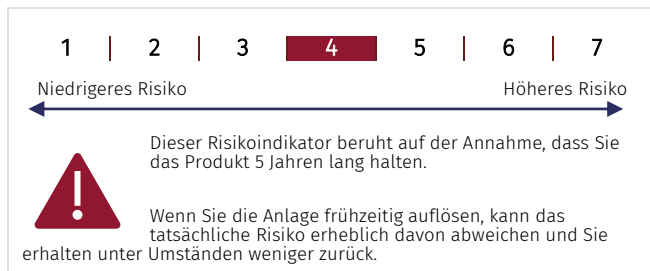 1 2 3 4 5 6 7
Niedrigeres Risiko Höheres Risiko
Dieser Risikoindikator beruht auf der Annahme, dass Sie
das Produkt 5 Jahren lang halten.
Wenn Sie die Anlage frühzeitig auflösen, kann das
tatsächliche Risiko erheblich davon abweichen und Sie
erhalten unter Umständen weniger zurück.